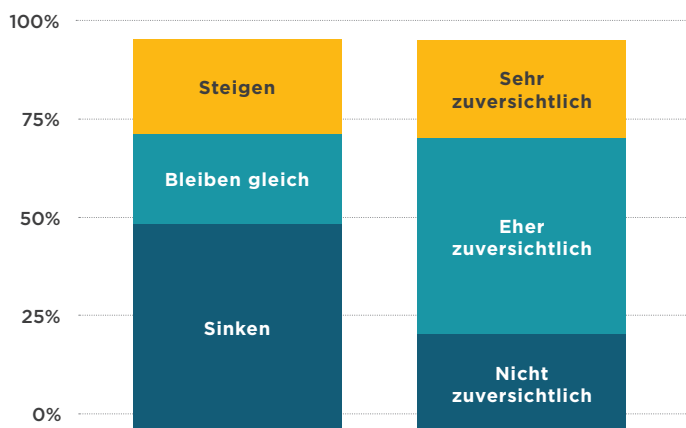 100%
75%
50%
25%
0%
Steigen
Bleiben gleich
Sinken
Sehr
zuversichtlich
Eher
zuversichtlich
Nicht
zuversichtlich